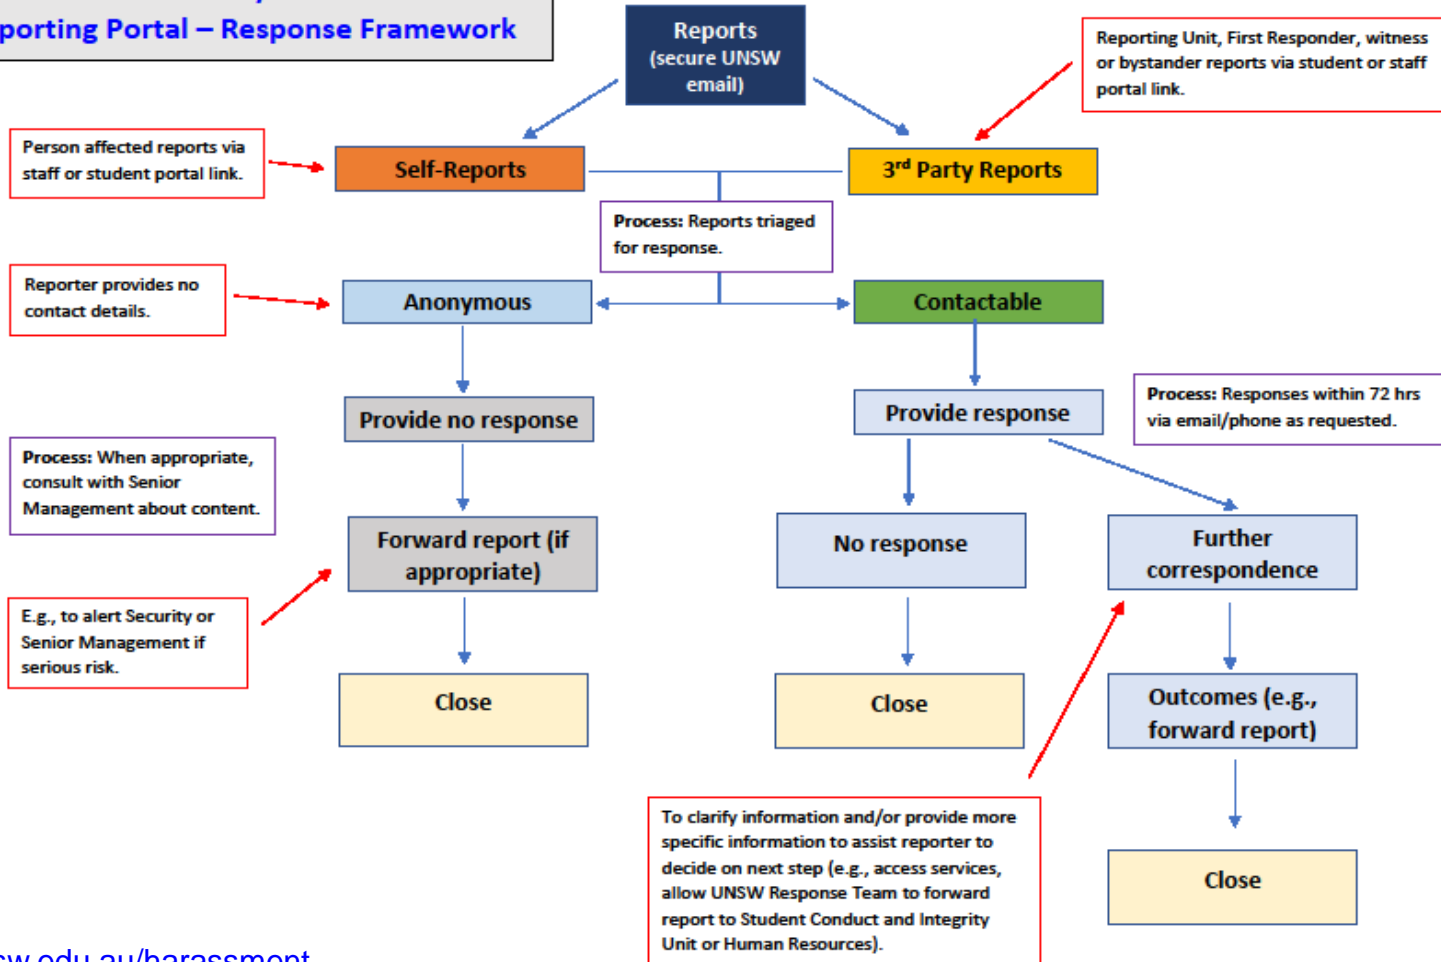 porting Portal – Response Framework
Reports
(secure UNSW
email)
Reporting Unit, First Responder, witness
or bystander reports via student or staff
portal link.
Person affected reports via
staff or student portal link.
Self-Reports
3rd Party Reports
Process: Reports triaged
for response.
Reporter provides no
contact details.
Anonymous
Contactable
Provide no response
Provide response
Process: Responses within 72 hrs
via email/phone as requested.
Process: When appropriate,
consult with Senior
Management about content.
Forward report (if
appropriate)
No response
Further
correspondence
E.g., to alert Security or
Senior Management if
serious risk.
Close
Close
Outcomes (e.g.,
forward report)
To clarify information and/or provide more
specific information to assist reporter to
decide on next step (e.g., access services,
allow UNSW Response Team to forward
report to Student Conduct and Integrity
Unit or Human Resources).
Close
sw.edu.au/harassment